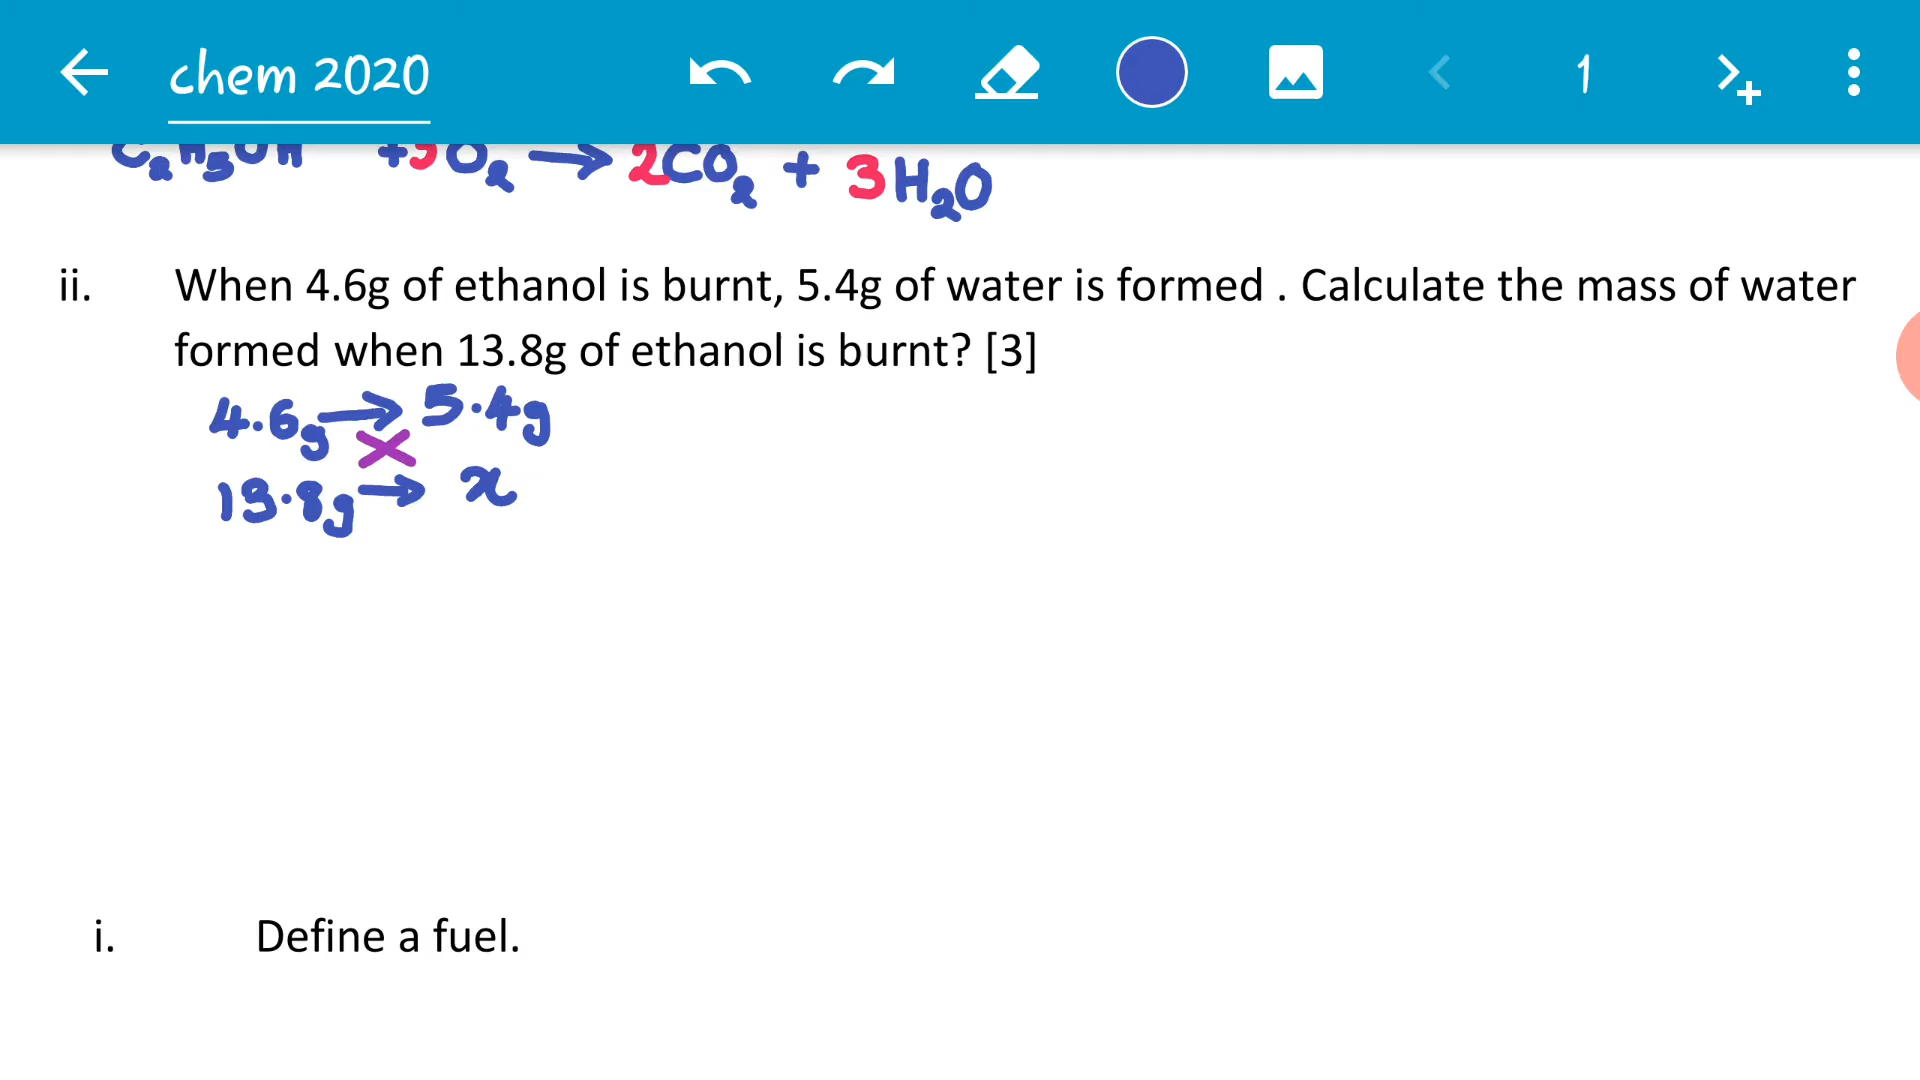 chem 2020
1
C₂H₅OH +3O₂ → 2CO₂ + 3H₂O
ii. When 4.6g of ethanol is burnt, 5.4g of water is formed . Calculate the mass of water
formed when 13.8g of ethanol is burnt? [3]
4.6g → 5.4g
13.8g → x
i. Define a fuel.